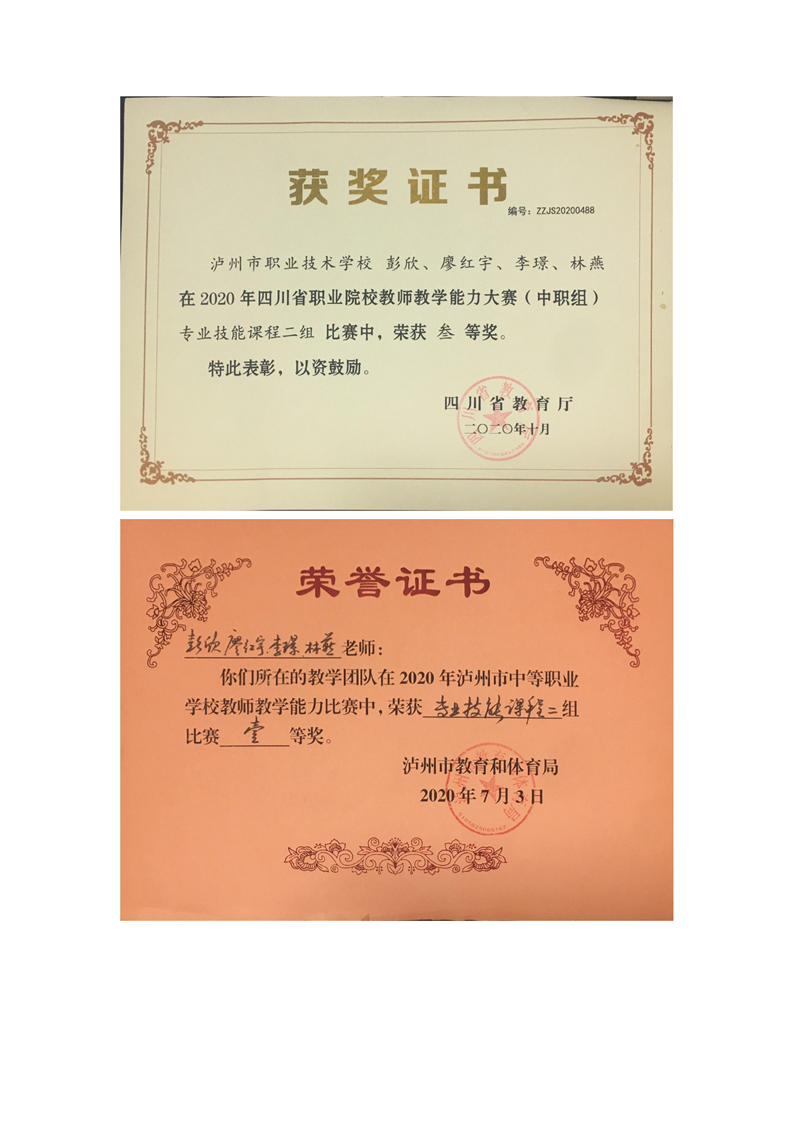 获奖证书
编号：ZZJS20200488
泸州市职业技术学校 彭欣、廖红宇、李璟、林燕
在2020年四川省职业院校教师教学能力大赛（中职组）
专业技能课程二组 比赛中，荣获 叁 等奖。
特此表彰，以资鼓励。
四川省教育厅
二〇二〇年十月
荣誉证书
彭欣 廖红宇 李璟 林燕老师：
你们所在的教学团队在2020年泸州市中等职业
学校教师教学能力比赛中，荣获 专业技能课程二组
比赛 壹 等奖。
泸州市教育和体育局
2020年7月3日